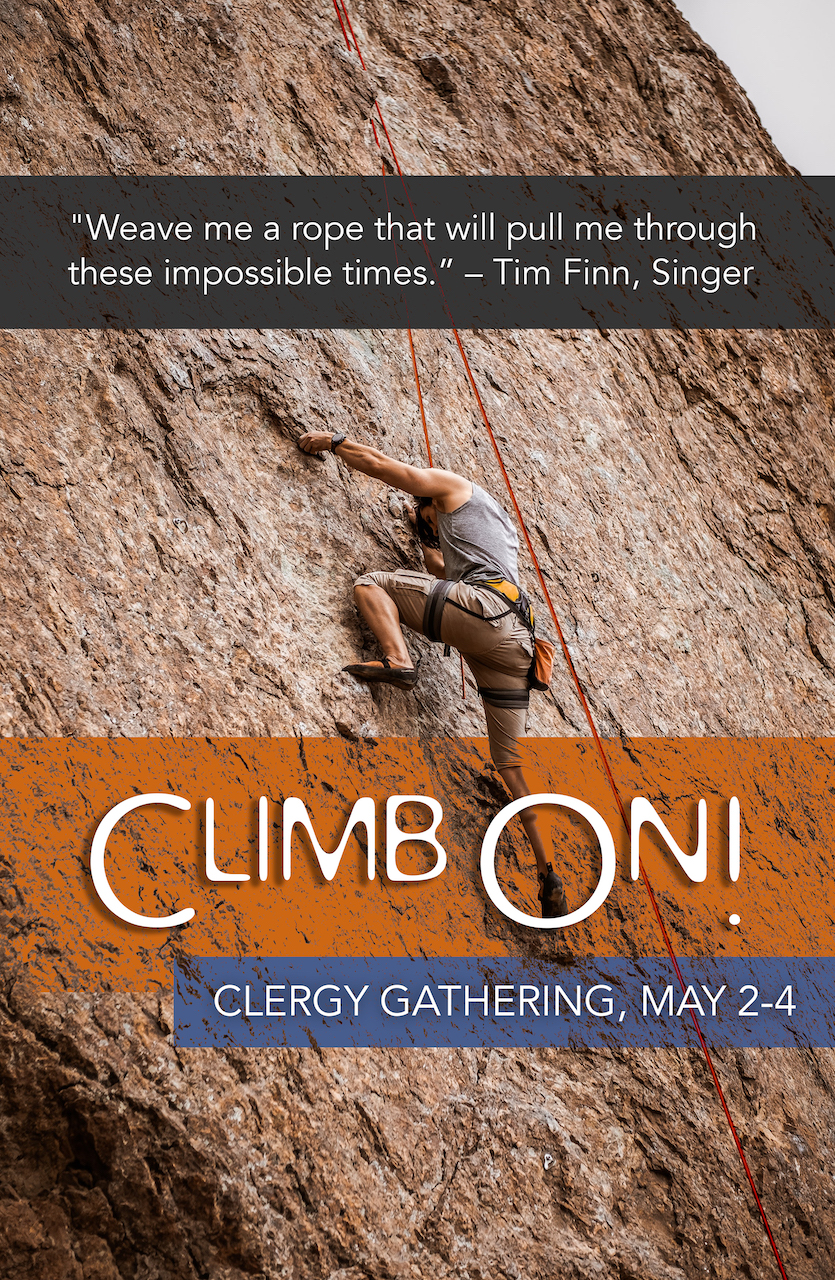 "Weave me a rope that will pull me through
these impossible times.” – Tim Finn, Singer
CLIMB ON!
CLERGY GATHERING, MAY 2-4